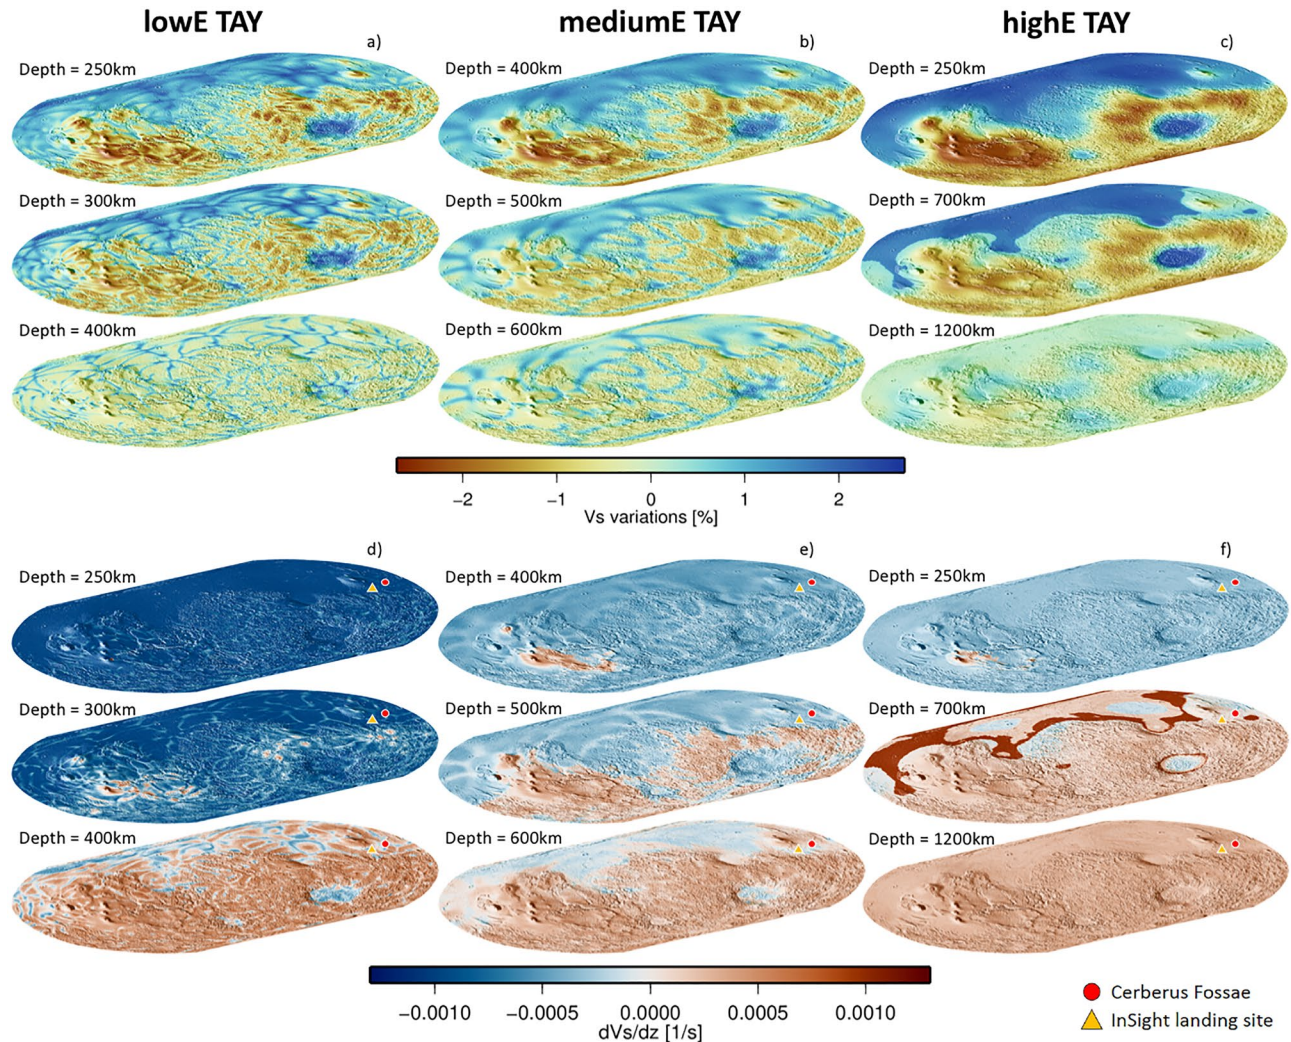 lowE TAY
mediumE TAY
highE TAY
a)
b)
c)
Depth = 250km
Depth = 400km
Depth = 250km
Depth = 300km
Depth = 500km
Depth = 700km
Depth = 400km
Depth = 600km
Depth = 1200km
−2 −1 0 1 2
Vs variations [%]
d)
e)
f)
Depth = 250km
Depth = 400km
Depth = 250km
Depth = 300km
Depth = 500km
Depth = 700km
Depth = 400km
Depth = 600km
Depth = 1200km
−0.0010 −0.0005 0.0000 0.0005 0.0010
dVs/dz [1/s]
Cerberus Fossae
InSight landing site